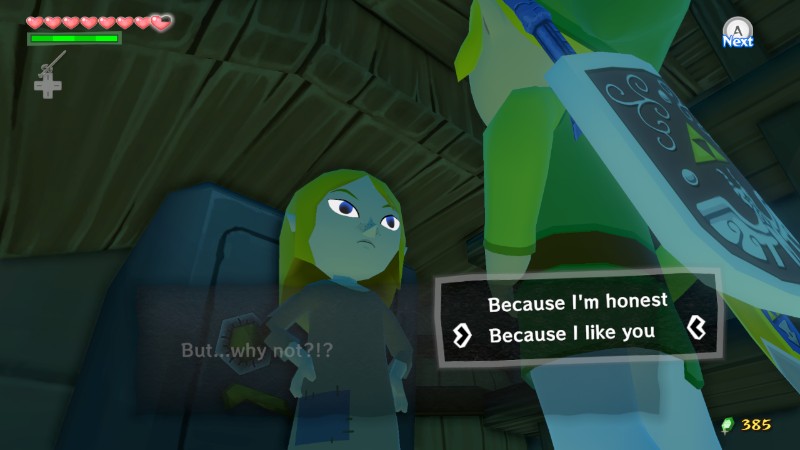 A
Next
Because I'm honest
Because I like you
But...why not?!?
385